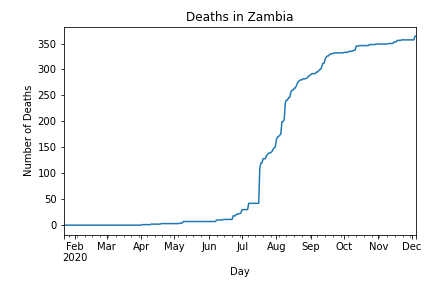 Deaths in Zambia
Number of Deaths
350
300
250
200
150
100
50
0
Feb Mar Apr May Jun Jul Aug Sep Oct Nov Dec
2020
Day